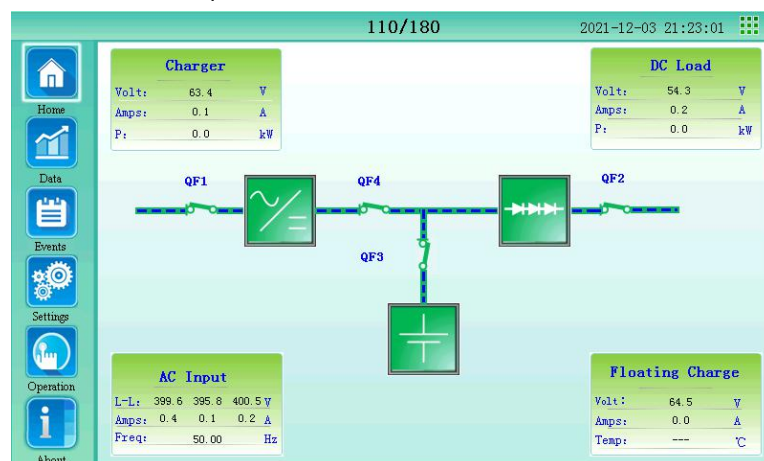 110/180
2021-12-03 21:23:01
Home
Data
Events
Settings
Operation
About
Charger
Volt: 63.4 V
Amps: 0.1 A
P: 0.0 kW
DC Load
Volt: 54.3 V
Amps: 0.2 A
P: 0.0 kW
QF1
QF4
QF2
QF3
AC Input
L-L: 399.6 395.8 400.5 V
Amps: 0.4 0.1 0.2 A
Freq: 50.00 Hz
Floating Charge
Volt: 64.5 V
Amps: 0.0 A
Temp: --- ℃